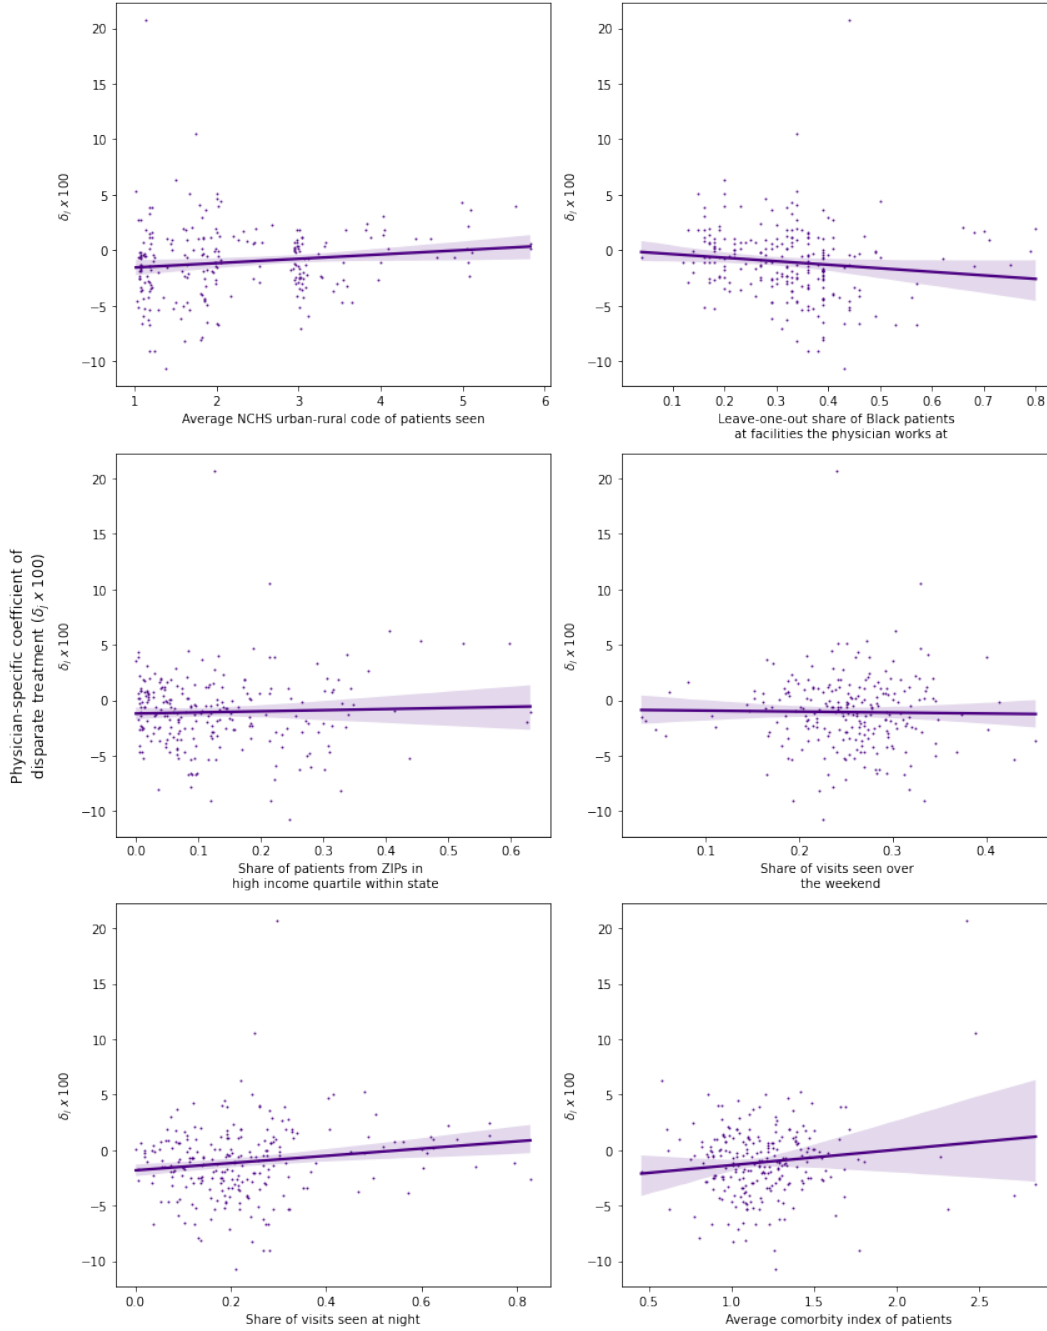 20
15
10
5
0
−5
−10
δj x 100
1 2 3 4 5 6
Average NCHS urban-rural code of patients seen
20
15
10
5
0
−5
−10
δj x 100
0.1 0.2 0.3 0.4 0.5 0.6 0.7 0.8
Leave-one-out share of Black patients
at facilities the physician works at
Physician-specific coefficient of
disparate treatment (δj x 100)
20
15
10
5
0
−5
−10
δj x 100
0.0 0.1 0.2 0.3 0.4 0.5 0.6
Share of patients from ZIPs in
high income quartile within state
20
15
10
5
0
−5
−10
δj x 100
0.1 0.2 0.3 0.4
Share of visits seen over
the weekend
20
15
10
5
0
−5
−10
δj x 100
0.0 0.2 0.4 0.6 0.8
Share of visits seen at night
20
15
10
5
0
−5
−10
δj x 100
0.5 1.0 1.5 2.0 2.5
Average comorbity index of patients